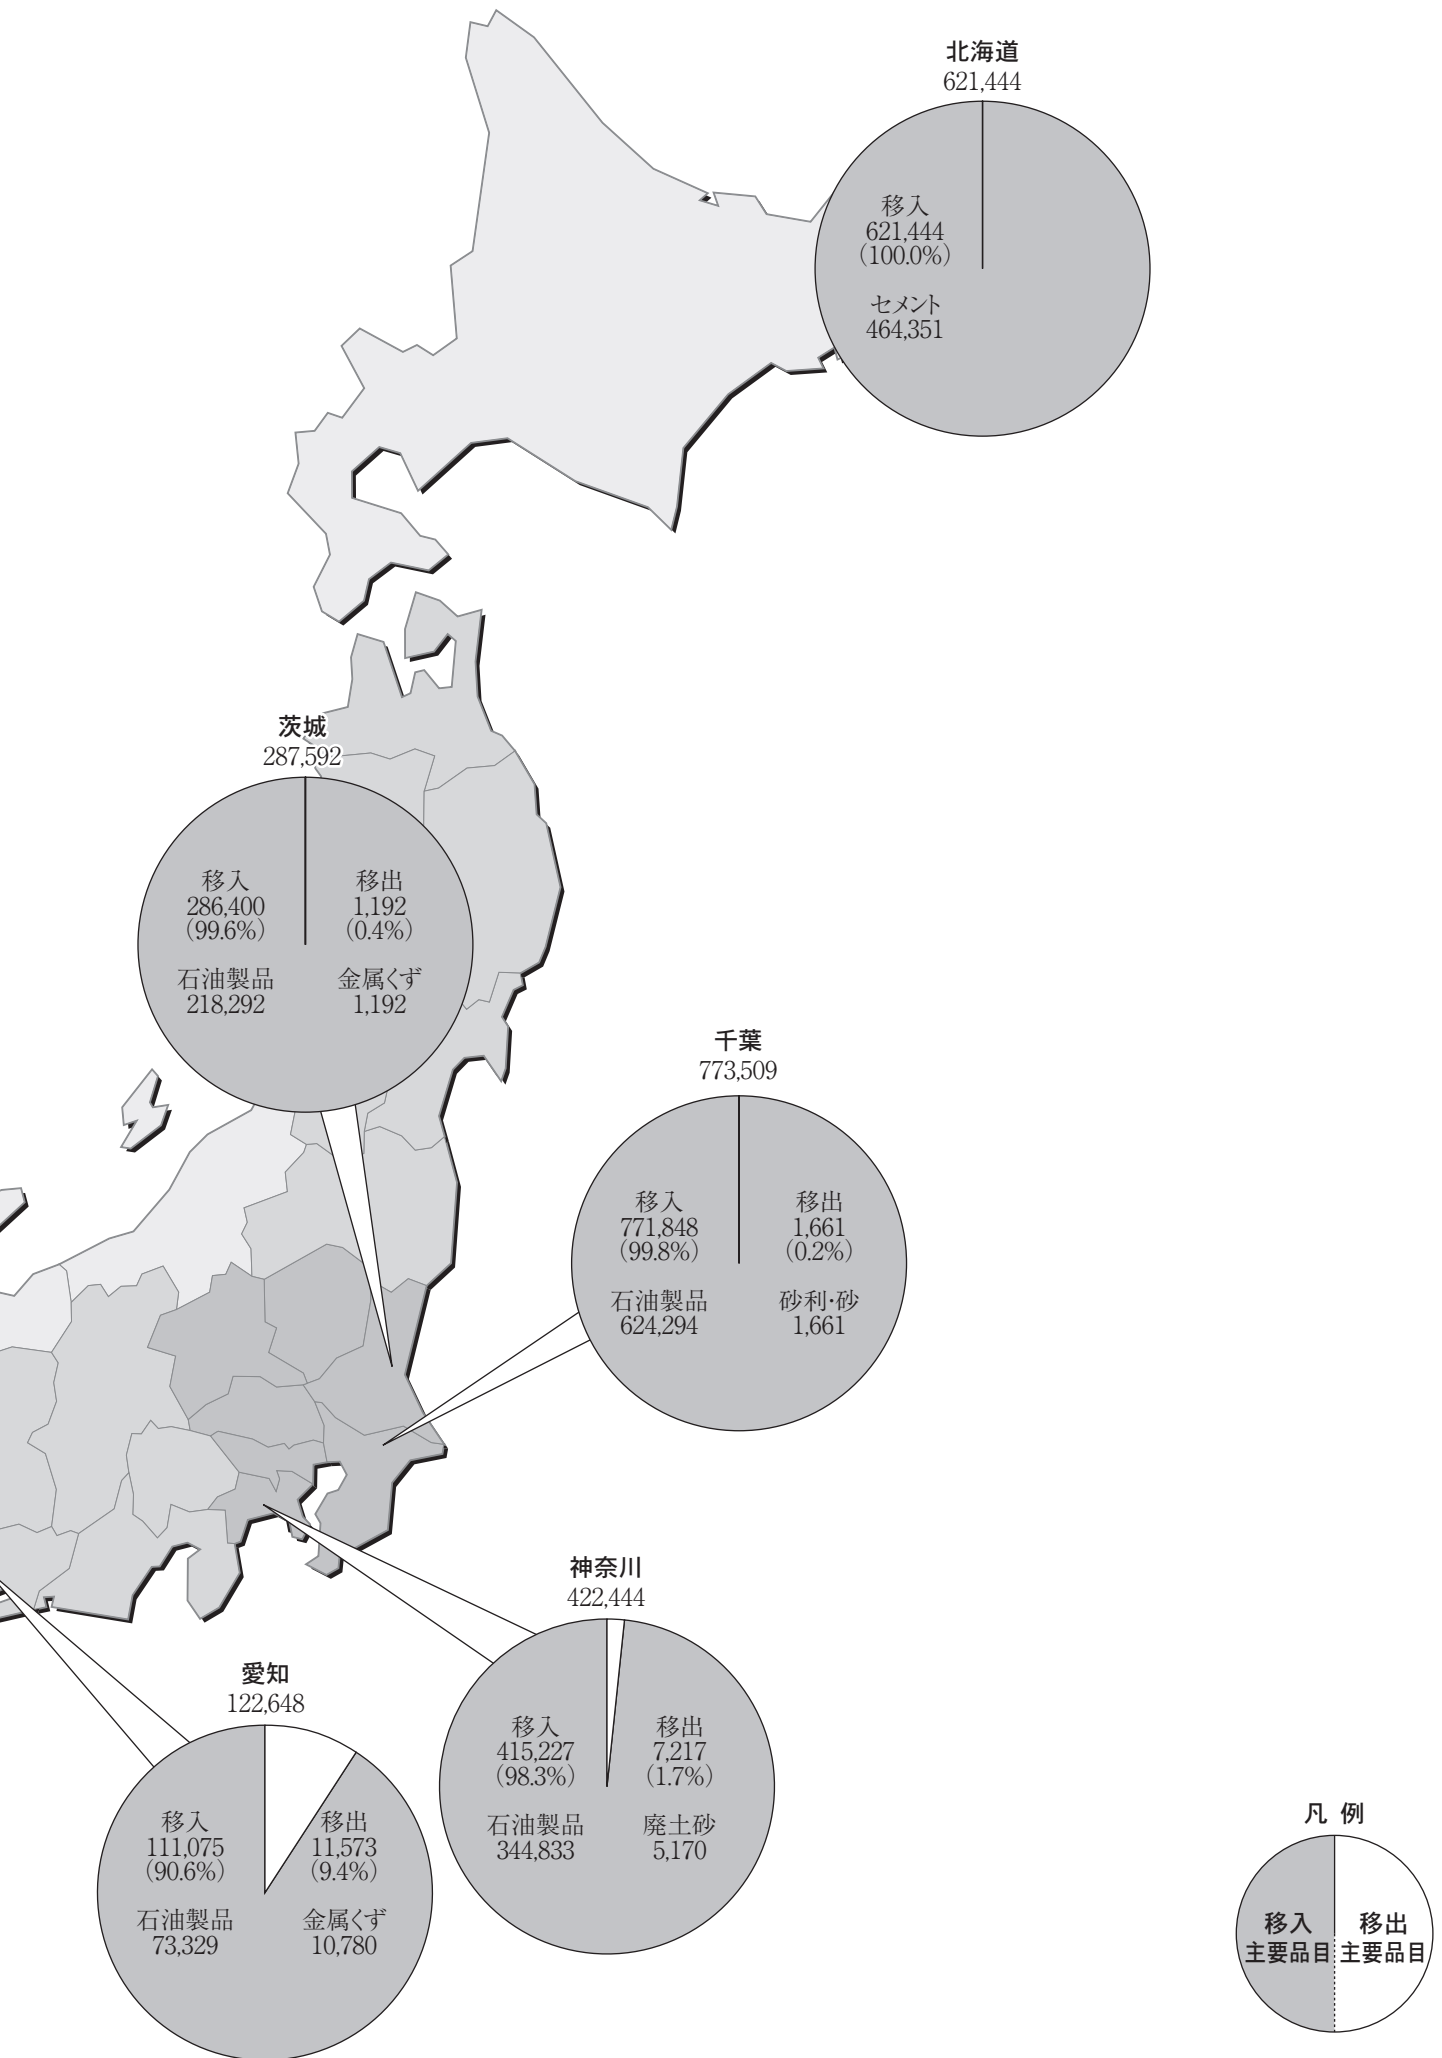 北海道
621,444
移入
621,444
(100.0%)
セメント
464,351
茨城
287,592
移入
286,400
(99.6%)
石油製品
218,292
移出
1,192
(0.4%)
金属くず
1,192
千葉
773,509
移入
771,848
(99.8%)
石油製品
624,294
移出
1,661
(0.2%)
砂利・砂
1,661
神奈川
422,444
移入
415,227
(98.3%)
石油製品
344,833
移出
7,217
(1.7%)
廃土砂
5,170
愛知
122,648
移入
111,075
(90.6%)
石油製品
73,329
移出
11,573
(9.4%)
金属くず
10,780
凡 例
移入
主要品目
移出
主要品目